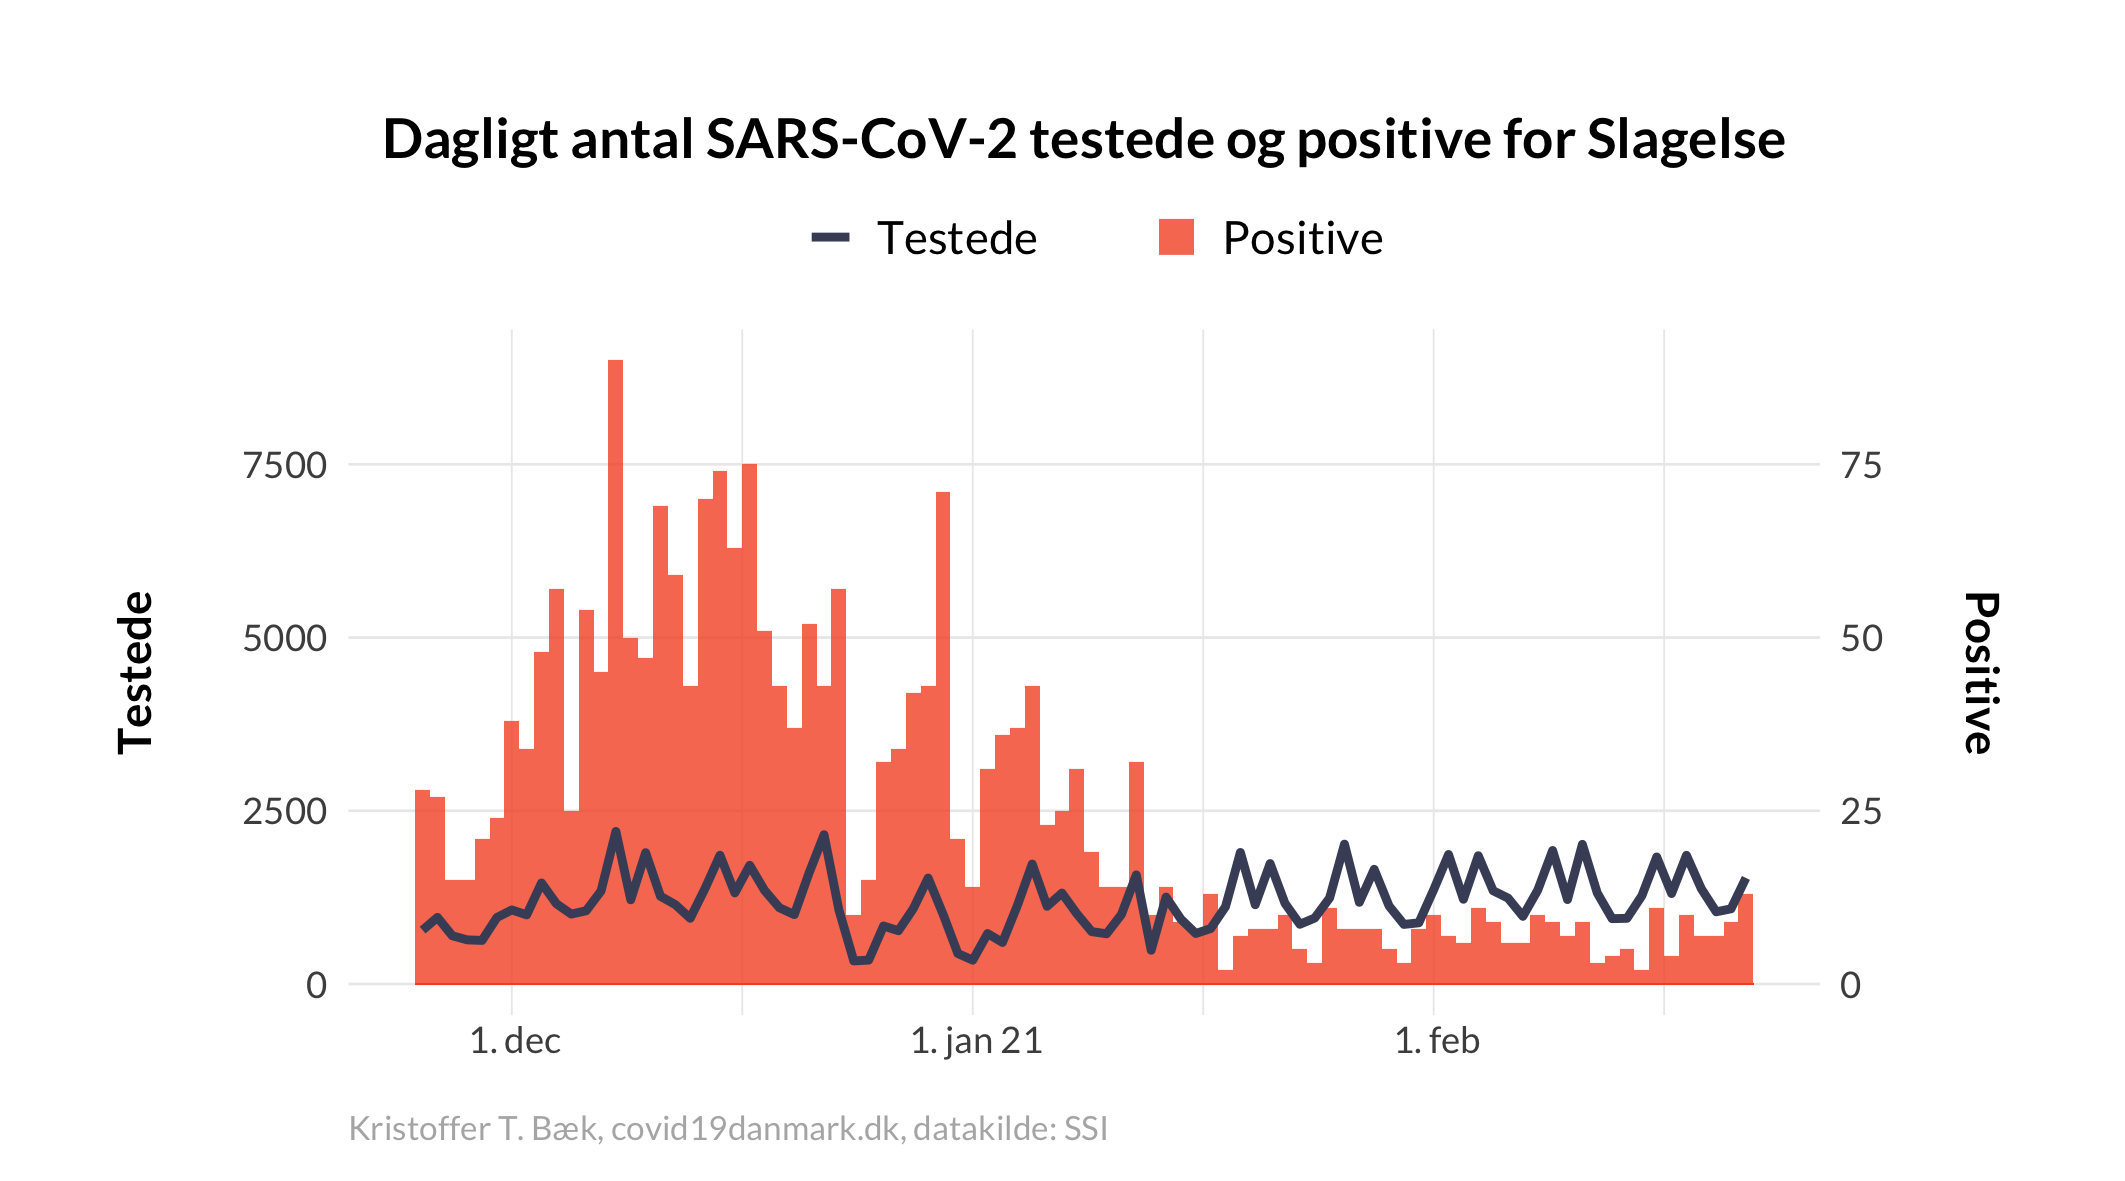 Dagligt antal SARS-CoV-2 testede og positive for Slagelse
Testede
Positive
7500
5000
2500
0
Testede
75
50
25
0
Positive
1. dec
1. jan 21
1. feb
Kristoffer T. Bæk, covid19danmark.dk, datakilde: SSI